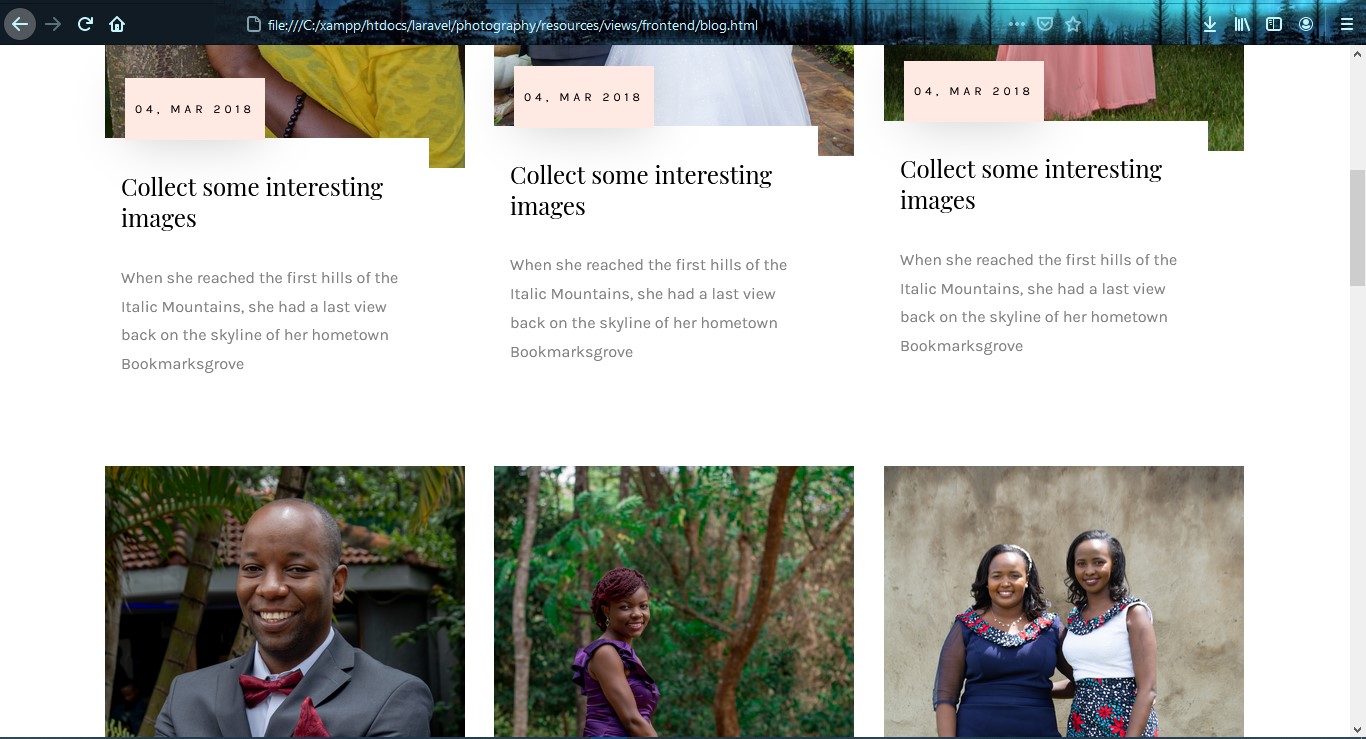 file:///C:/xampp/htdocs/laravel/photography/resources/views/frontend/blog.html
04, MAR 2018
Collect some interesting
images
When she reached the first hills of the
Italic Mountains, she had a last view
back on the skyline of her hometown
Bookmarksgrove
04, MAR 2018
Collect some interesting
images
When she reached the first hills of the
Italic Mountains, she had a last view
back on the skyline of her hometown
Bookmarksgrove
04, MAR 2018
Collect some interesting
images
When she reached the first hills of the
Italic Mountains, she had a last view
back on the skyline of her hometown
Bookmarksgrove